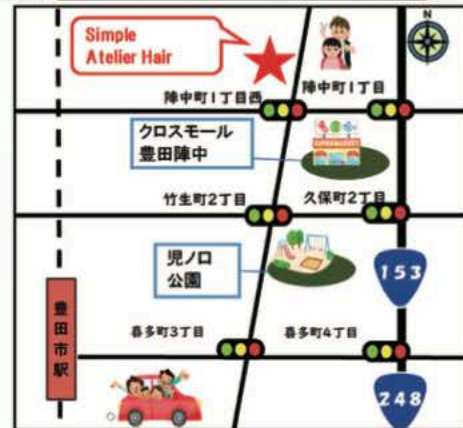 Simple
Atelier Hair
N
陣中町1丁目
陣中町1丁目西
クロスモール
豊田陣中
SUPERMARKET
竹生町2丁目
久保町2丁目
児ノ口
公園
153
豊田市駅
喜多町3丁目
喜多町4丁目
248